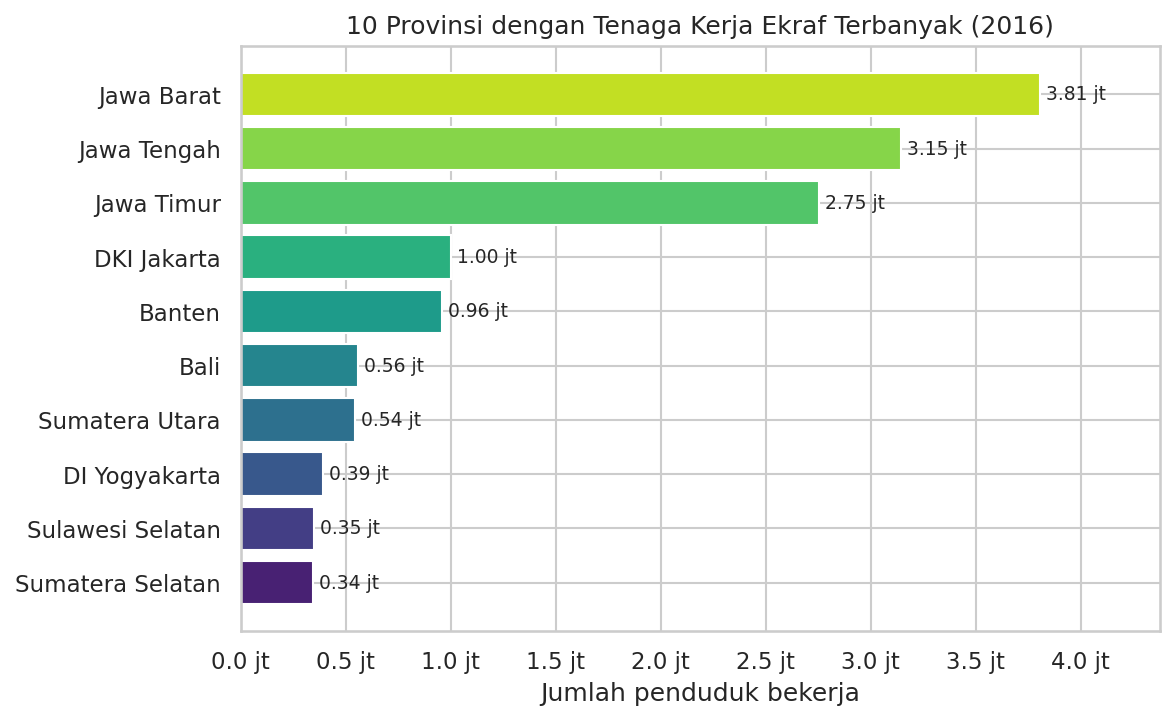 10 Provinsi dengan Tenaga Kerja Ekraf Terbanyak (2016)
Jawa Barat 3.81 jt
Jawa Tengah 3.15 jt
Jawa Timur 2.75 jt
DKI Jakarta 1.00 jt
Banten 0.96 jt
Bali 0.56 jt
Sumatera Utara 0.54 jt
DI Yogyakarta 0.39 jt
Sulawesi Selatan 0.35 jt
Sumatera Selatan 0.34 jt
0.0 jt 0.5 jt 1.0 jt 1.5 jt 2.0 jt 2.5 jt 3.0 jt 3.5 jt 4.0 jt
Jumlah penduduk bekerja